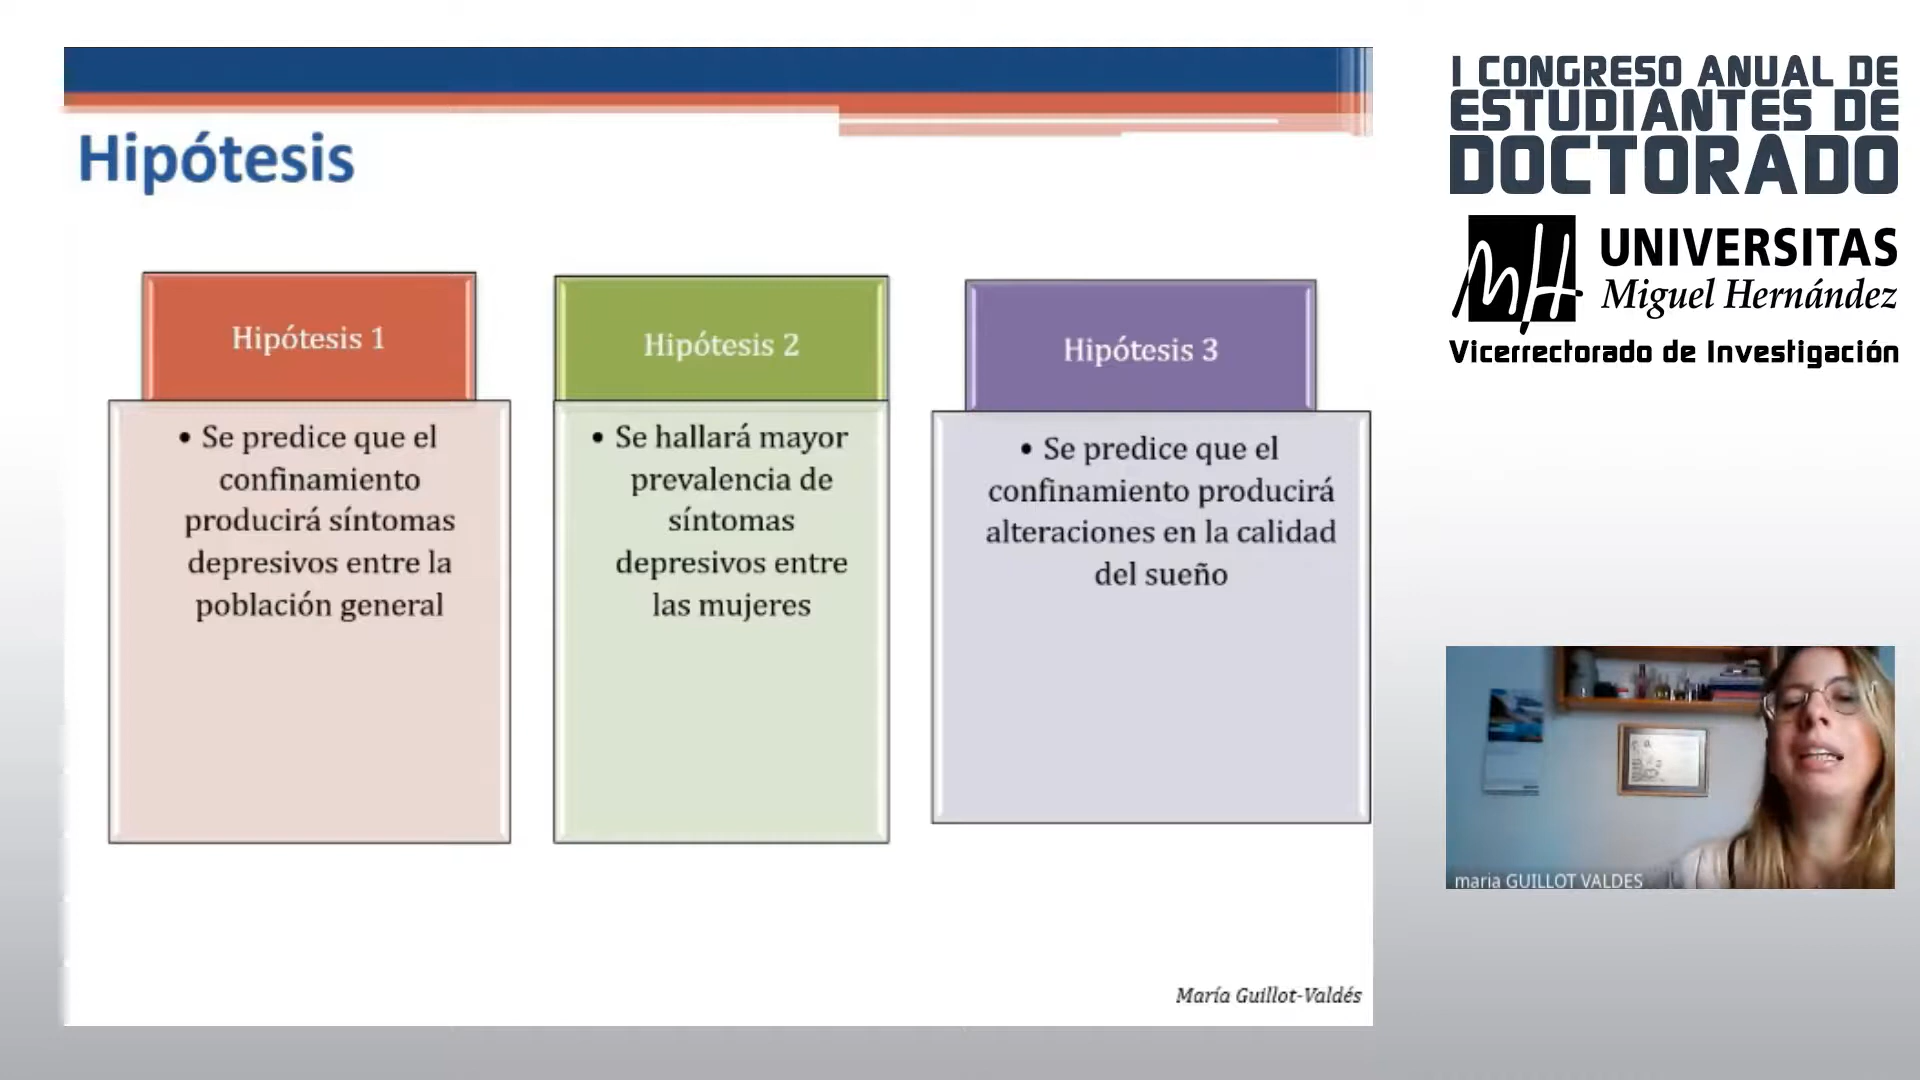 Hipótesis
Hipótesis 1
• Se predice que el
confinamiento
producirá síntomas
depresivos entre la
población general
Hipótesis 2
• Se hallará mayor
prevalencia de
síntomas
depresivos entre
las mujeres
Hipótesis 3
• Se predice que el
confinamiento producirá
alteraciones en la calidad
del sueño
María Guillot-Valdés
I CONGRESO ANUAL DE
ESTUDIANTES DE
DOCTORADO
UNIVERSITAS
Miguel Hernández
Vicerrectorado de Investigación
maria GUILLOT VALDES